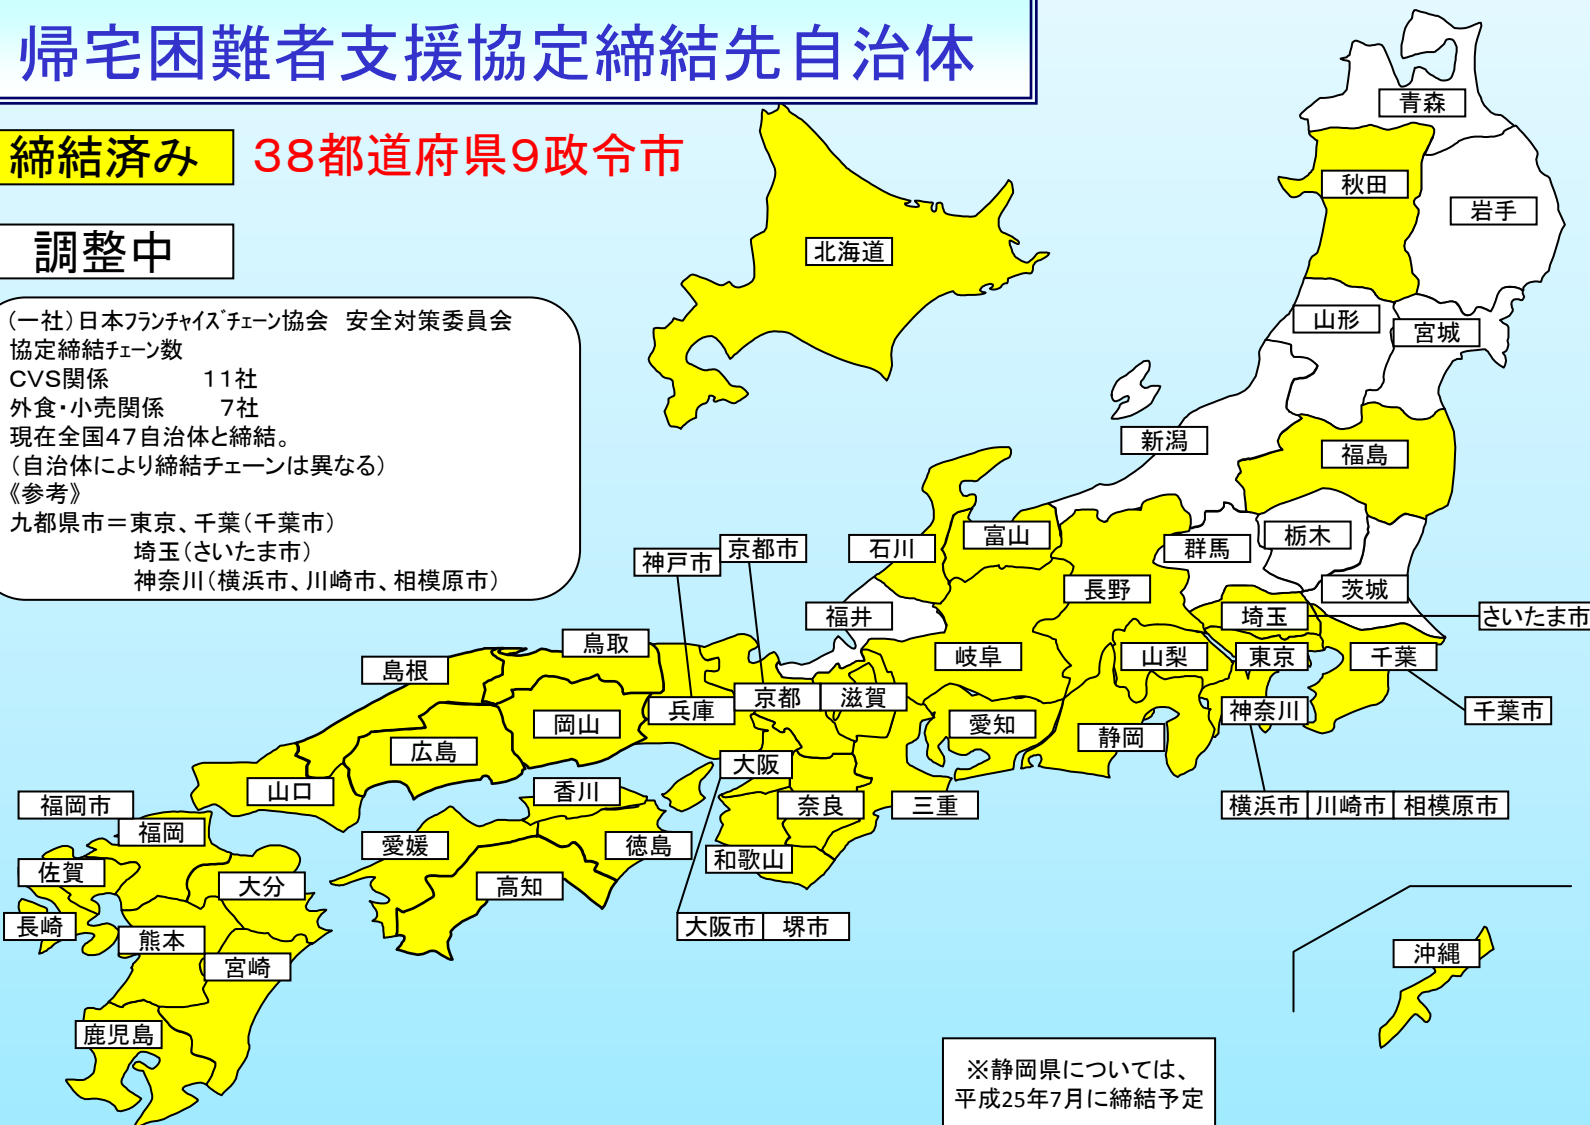 帰宅困難者支援協定締結先自治体
締結済み
38都道府県9政令市
調整中
(一社)日本フランチャイズチェーン協会 安全対策委員会
協定締結チェーン数
CVS関係 11社
外食・小売関係 7社
現在全国47自治体と締結。
(自治体により締結チェーンは異なる)
《参考》
九都県市=東京、千葉(千葉市)
埼玉(さいたま市)
神奈川(横浜市、川崎市、相模原市)
青森
秋田
岩手
北海道
山形
宮城
新潟
福島
富山
石川
群馬
栃木
京都市
神戸市
長野
茨城
福井
埼玉
さいたま市
鳥取
島根
岐阜
山梨
東京
千葉
京都
滋賀
兵庫
岡山
愛知
神奈川
千葉市
静岡
広島
大阪
山口
香川
奈良
三重
横浜市
川崎市
相模原市
福岡市
福岡
愛媛
徳島
和歌山
佐賀
大分
高知
長崎
熊本
大阪市
堺市
宮崎
沖縄
鹿児島
※静岡県については、
平成25年7月に締結予定